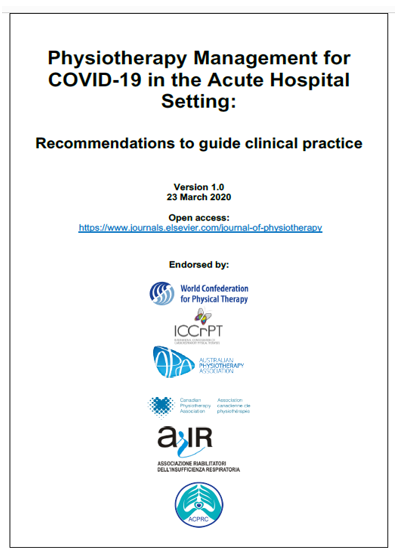 Physiotherapy Management for
COVID-19 in the Acute Hospital
Setting:
Recommendations to guide clinical practice
Version 1.0
23 March 2020
Open access:
https://www.journals.elsevier.com/journal-of-physiotherapy
Endorsed by:
World Confederation
for Physical Therapy
ICCrPT
APA
AUSTRALIAN
PHYSIOTHERAPY
ASSOCIATION
Canadian
Physiotherapy
Association
Association
canadienne de
physiothérapie
aiR
ASSOCIAZIONE RIABILITATORI
DELL'INSUFFICIENZA RESPIRATORIA
ACPRC